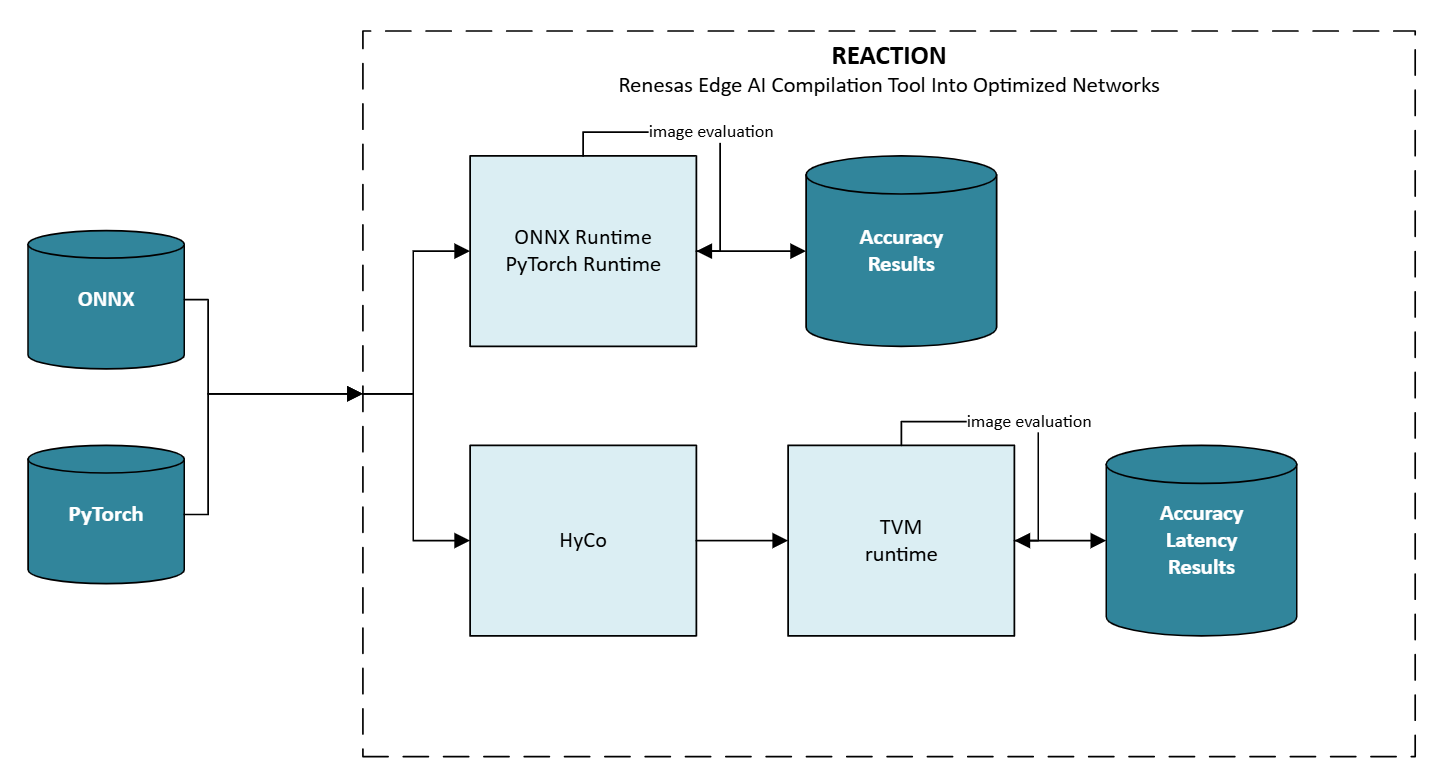 REACTION
Renesas Edge AI Compilation Tool Into Optimized Networks
image evaluation
ONNX Runtime
PyTorch Runtime
Accuracy
Results
ONNX
PyTorch
image evaluation
HyCo
TVM
runtime
Accuracy
Latency
Results